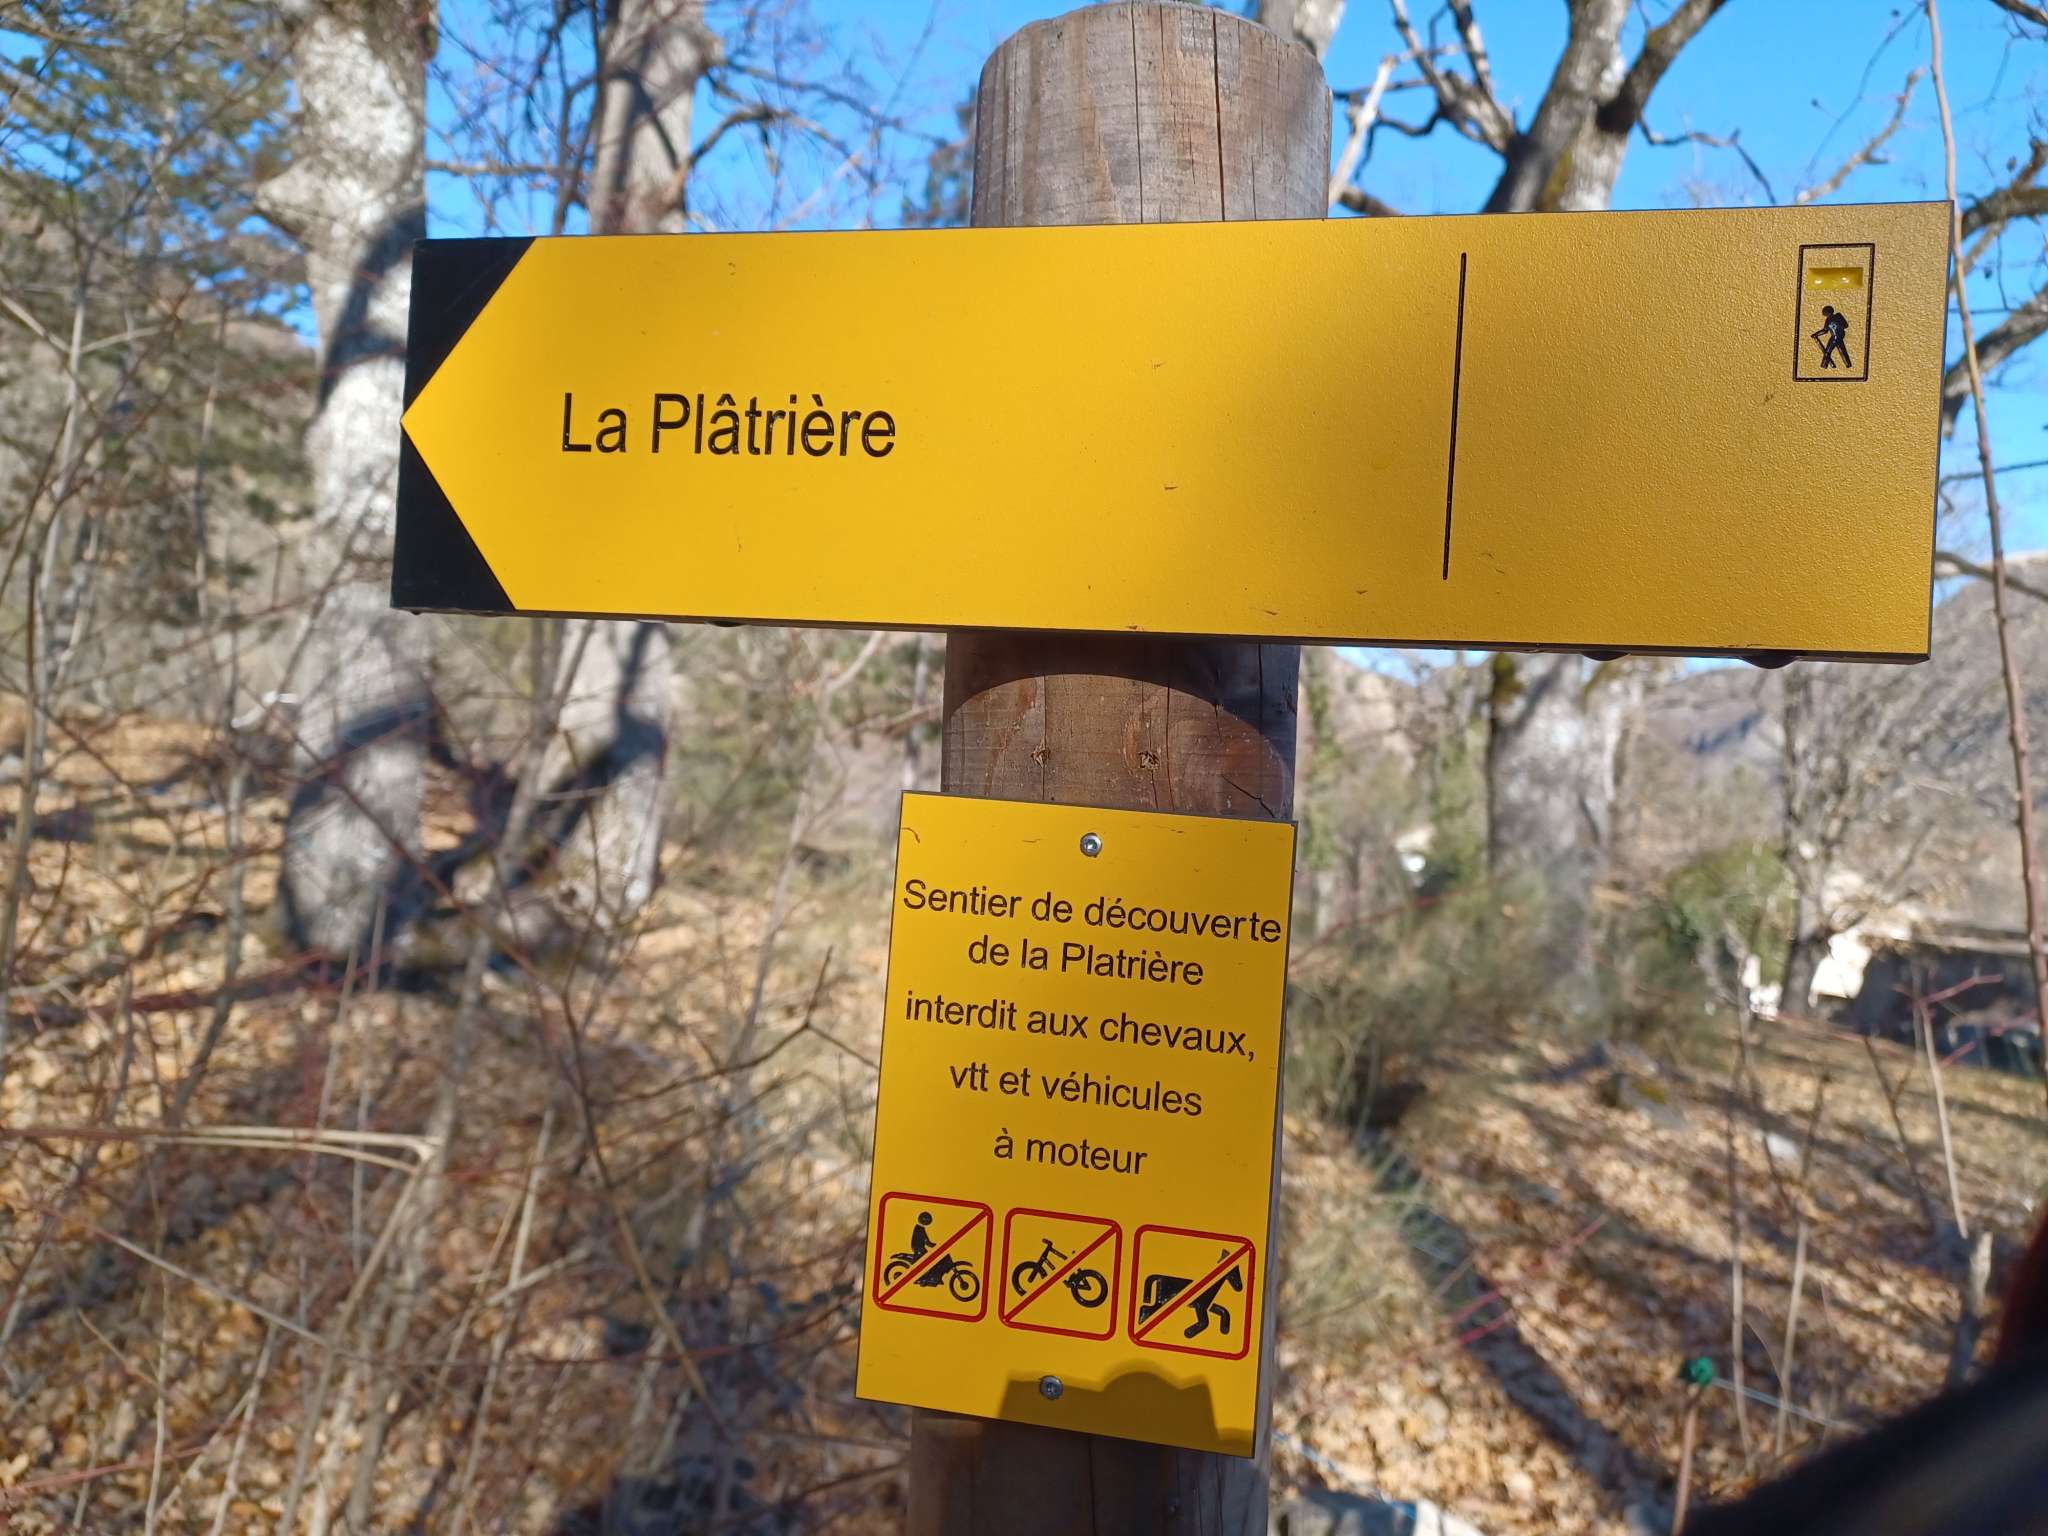 La Plâtrière
Sentier de découverte
de la Platrière
interdit aux chevaux,
vtt et véhicules
à moteur